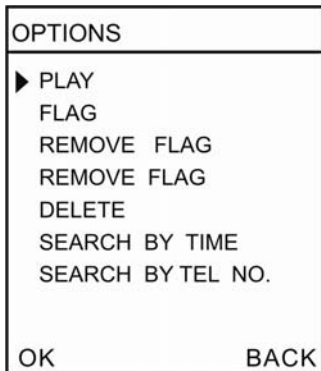 OPTIONS
PLAY
FLAG
REMOVE FLAG
REMOVE FLAG
DELETE
SEARCH BY TIME
SEARCH BY TEL NO.
OK BACK